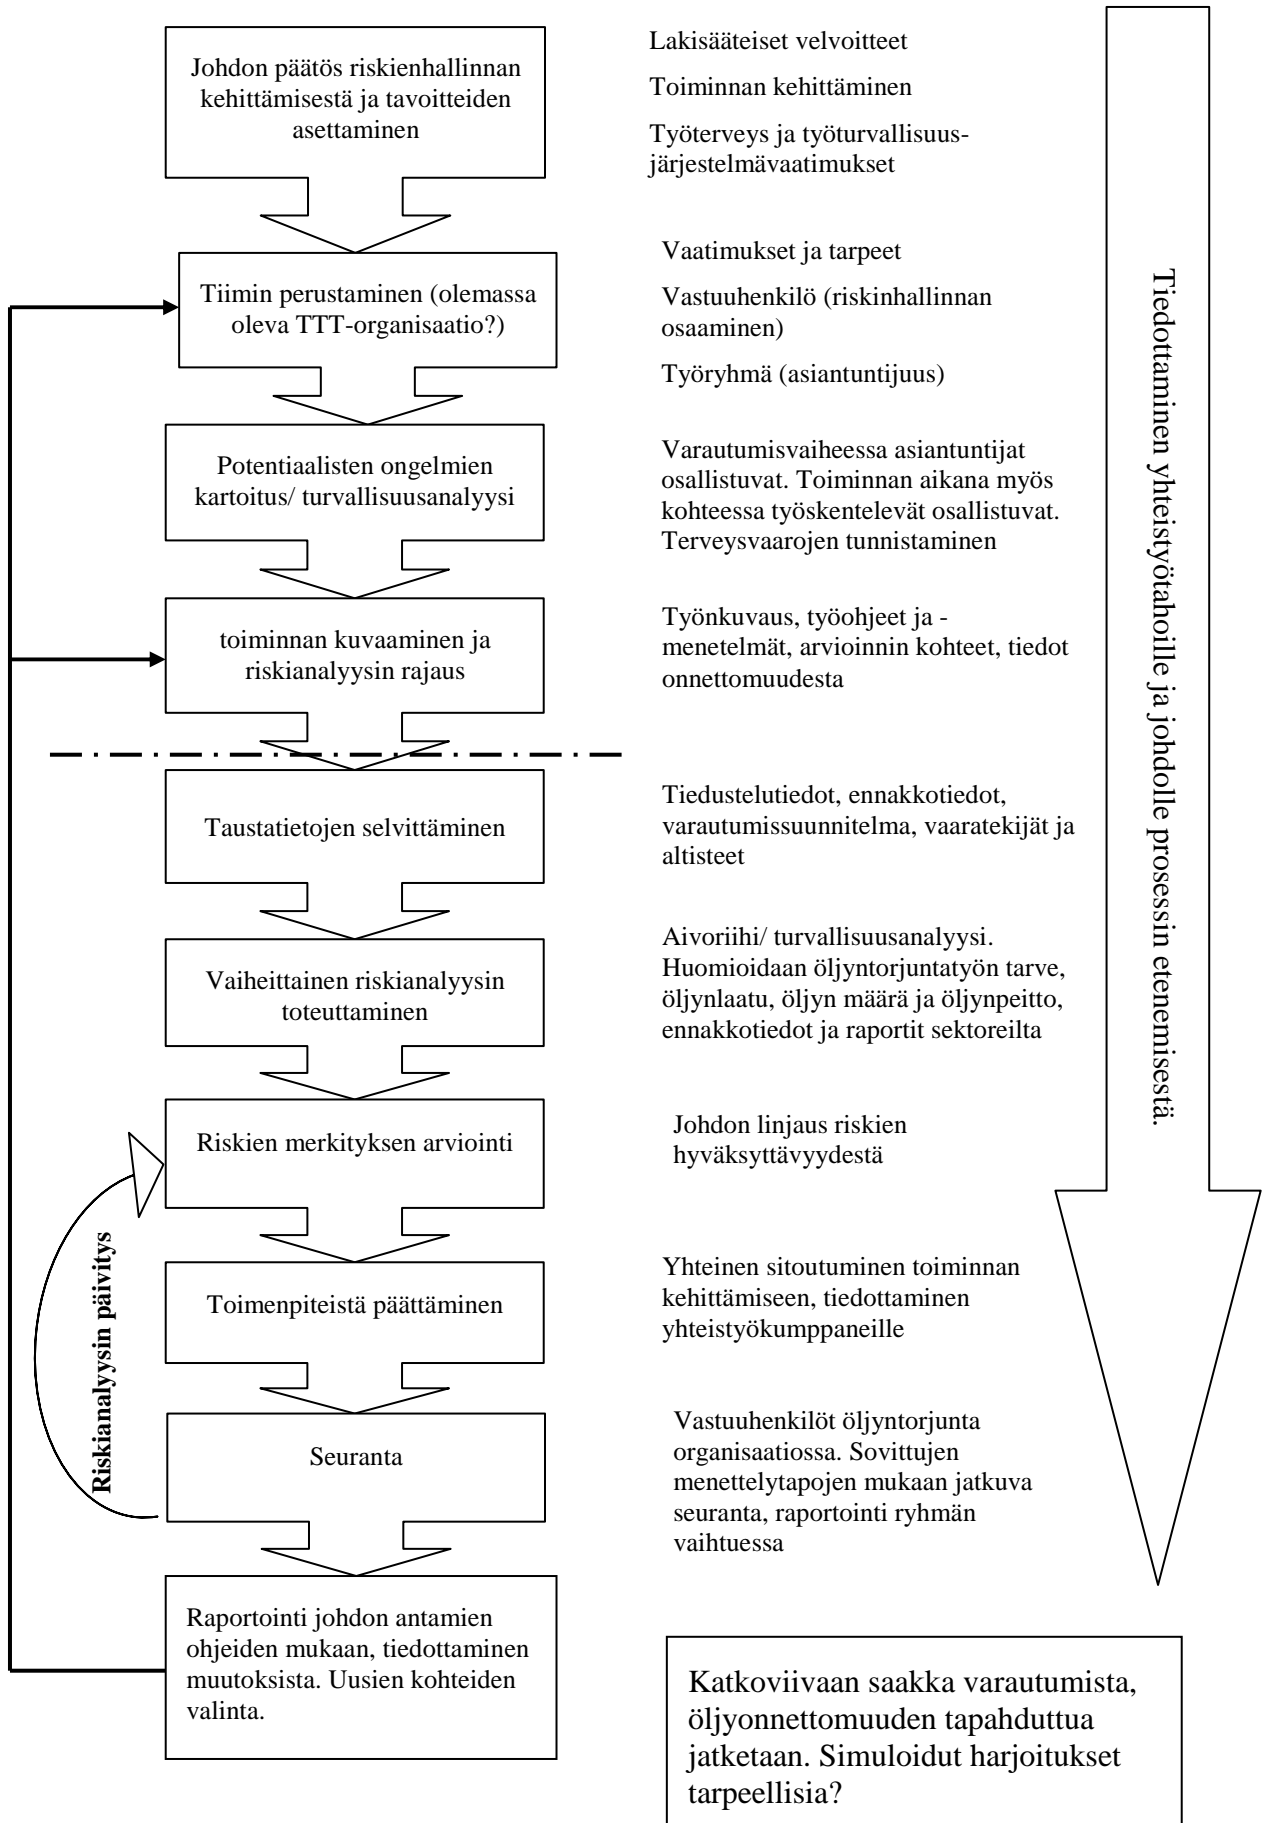 Johdon päätös riskienhallinnan
kehittämisestä ja tavoitteiden
asettaminen
Lakisääteiset velvoitteet
Toiminnan kehittäminen
Työterveys ja työturvallisuus-
järjestelmävaatimukset
Tiimin perustaminen (olemassa
oleva TTT-organisaatio?)
Vaatimukset ja tarpeet
Vastuuhenkilö (riskinhallinnan
osaaminen)
Työryhmä (asiantuntijuus)
Potentiaalisten ongelmien
kartoitus/ turvallisuusanalyysi
Varautumisvaiheessa asiantuntijat
osallistuvat. Toiminnan aikana myös
kohteessa työskentelevät osallistuvat.
Terveysvaarojen tunnistaminen
toiminnan kuvaaminen ja
riskianalyysin rajaus
Työnkuvaus, työohjeet ja -
menetelmät, arvioinnin kohteet, tiedot
onnettomuudesta
Taustatietojen selvittäminen
Tiedustelutiedot, ennakkotiedot,
varautumissuunnitelma, vaaratekijät ja
altisteet
Vaiheittainen riskianalyysin
toteuttaminen
Aivoriihi/ turvallisuusanalyysi.
Huomioidaan öljyntorjuntatyön tarve,
öljynlaatu, öljyn määrä ja öljynpeitto,
ennakkotiedot ja raportit sektoreilta
Riskien merkityksen arviointi
Johdon linjaus riskien
hyväksyttävyydestä
Toimenpiteistä päättäminen
Yhteinen sitoutuminen toiminnan
kehittämiseen, tiedottaminen
yhteistyökumppaneille
Riskianalyysin päivitys
Seuranta
Vastuuhenkilöt öljyntorjunta
organisaatiossa. Sovittujen
menettelytapojen mukaan jatkuva
seuranta, raportointi ryhmän
vaihtuessa
Raportointi johdon antamien
ohjeiden mukaan, tiedottaminen
muutoksista. Uusien kohteiden
valinta.
Tiedottaminen yhteistyötahoille ja johdolle prosessin etenemisestä.
Katkoviivaan saakka varautumista,
öljyonnettomuuden tapahduttua
jatketaan. Simuloidut harjoitukset
tarpeellisia?